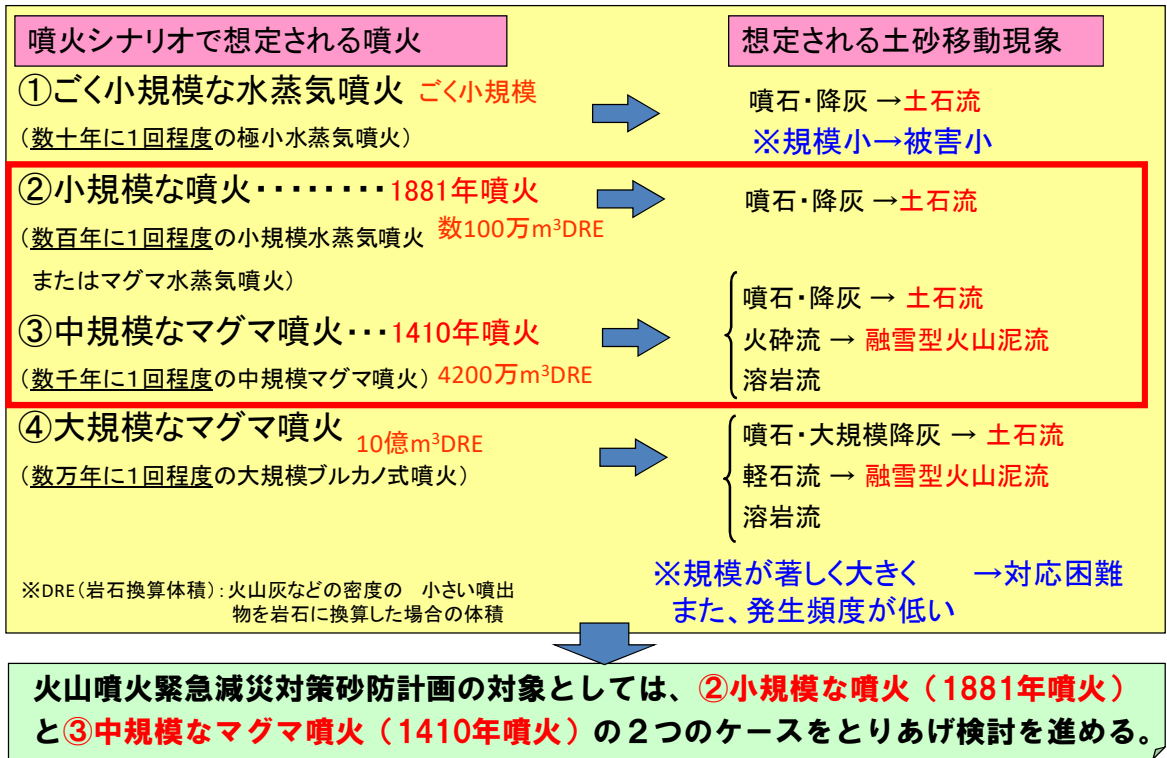 噴火シナリオで想定される噴火
想定される土砂移動現象
①ごく小規模な水蒸気噴火 ごく小規模
(数十年に1回程度の極小水蒸気噴火)
噴石・降灰 →土石流
※規模小→被害小
②小規模な噴火・・・・・・・・1881年噴火
(数百年に1回程度の小規模水蒸気噴火 数100万m³DRE
またはマグマ水蒸気噴火)
噴石・降灰 →土石流
③中規模なマグマ噴火・・・1410年噴火
(数千年に1回程度の中規模マグマ噴火) 4200万m³DRE
噴石・降灰 → 土石流
火砕流 → 融雪型火山泥流
溶岩流
④大規模なマグマ噴火 10億m³DRE
(数万年に1回程度の大規模ブルカノ式噴火)
噴石・大規模降灰 → 土石流
軽石流 → 融雪型火山泥流
溶岩流
※DRE(岩石換算体積):火山灰などの密度の 小さい噴出
物を岩石に換算した場合の体積
※規模が著しく大きく →対応困難
また、発生頻度が低い
火山噴火緊急減災対策砂防計画の対象としては、②小規模な噴火(1881年噴火)
と③中規模なマグマ噴火(1410年噴火)の2つのケースをとりあげ検討を進める。